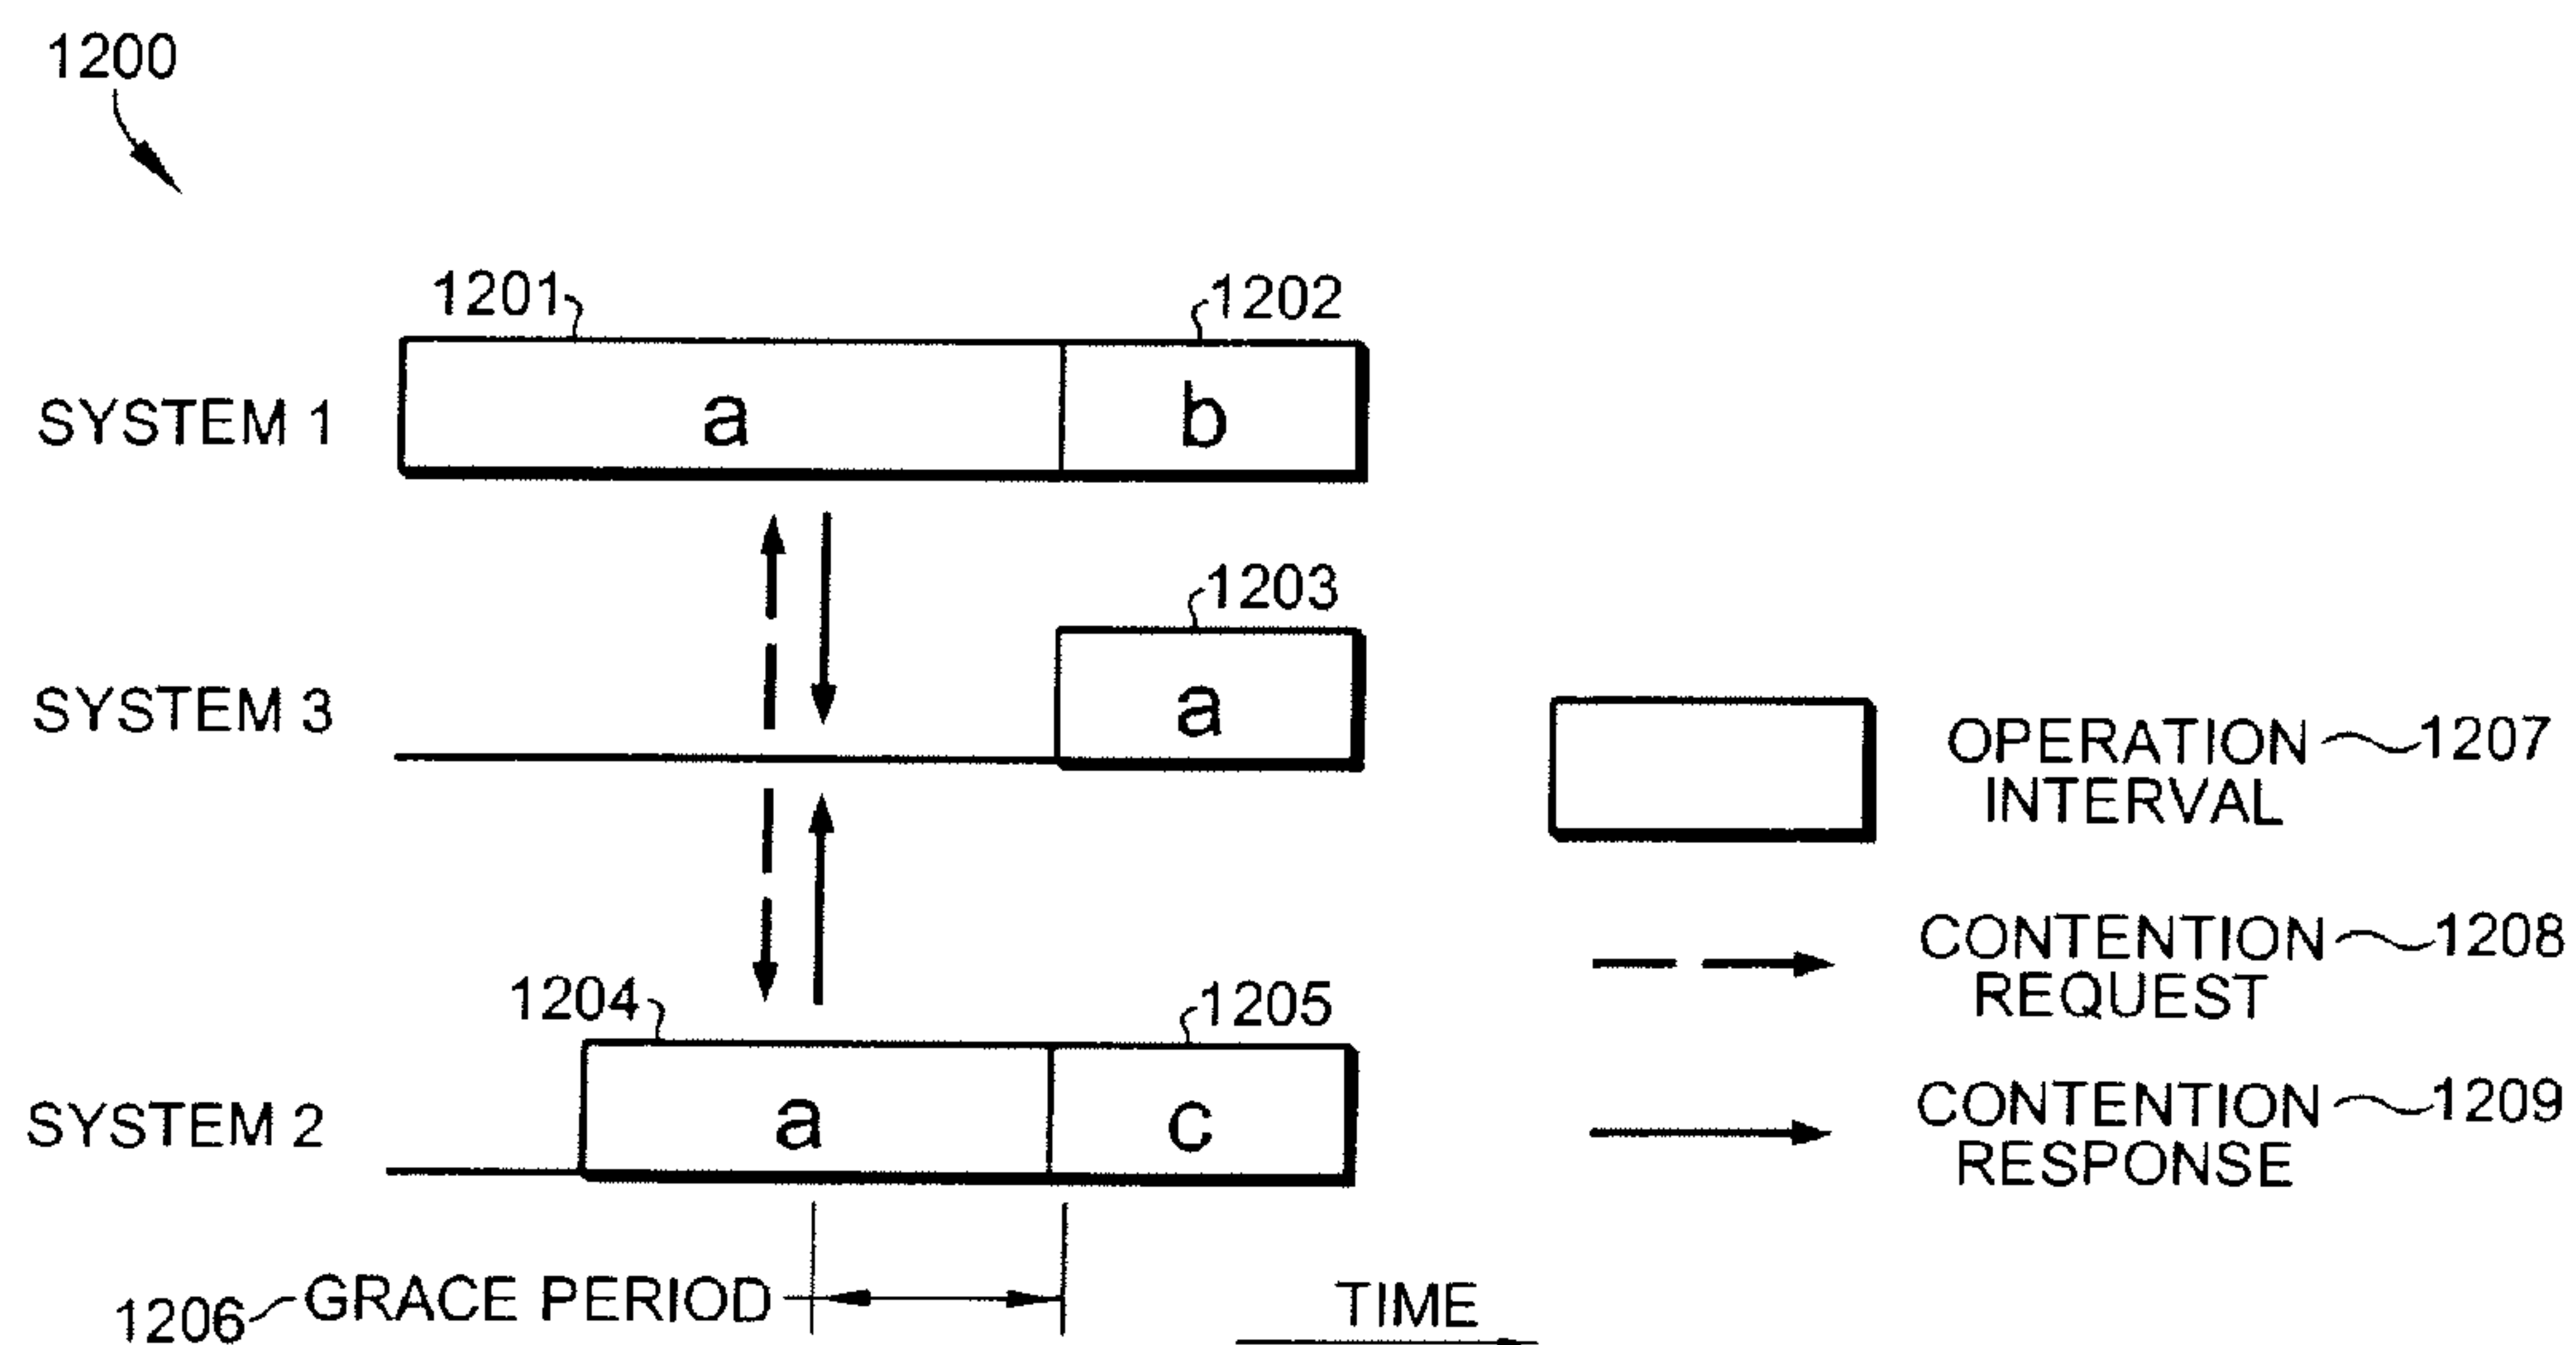 1200
1201
1202
SYSTEM 1
a
b
1203
SYSTEM 3
a
OPERATION 1207
INTERVAL
CONTENTION 1208
REQUEST
1204
1205
SYSTEM 2
a
c
CONTENTION 1209
RESPONSE
1206 GRACE PERIOD
TIME